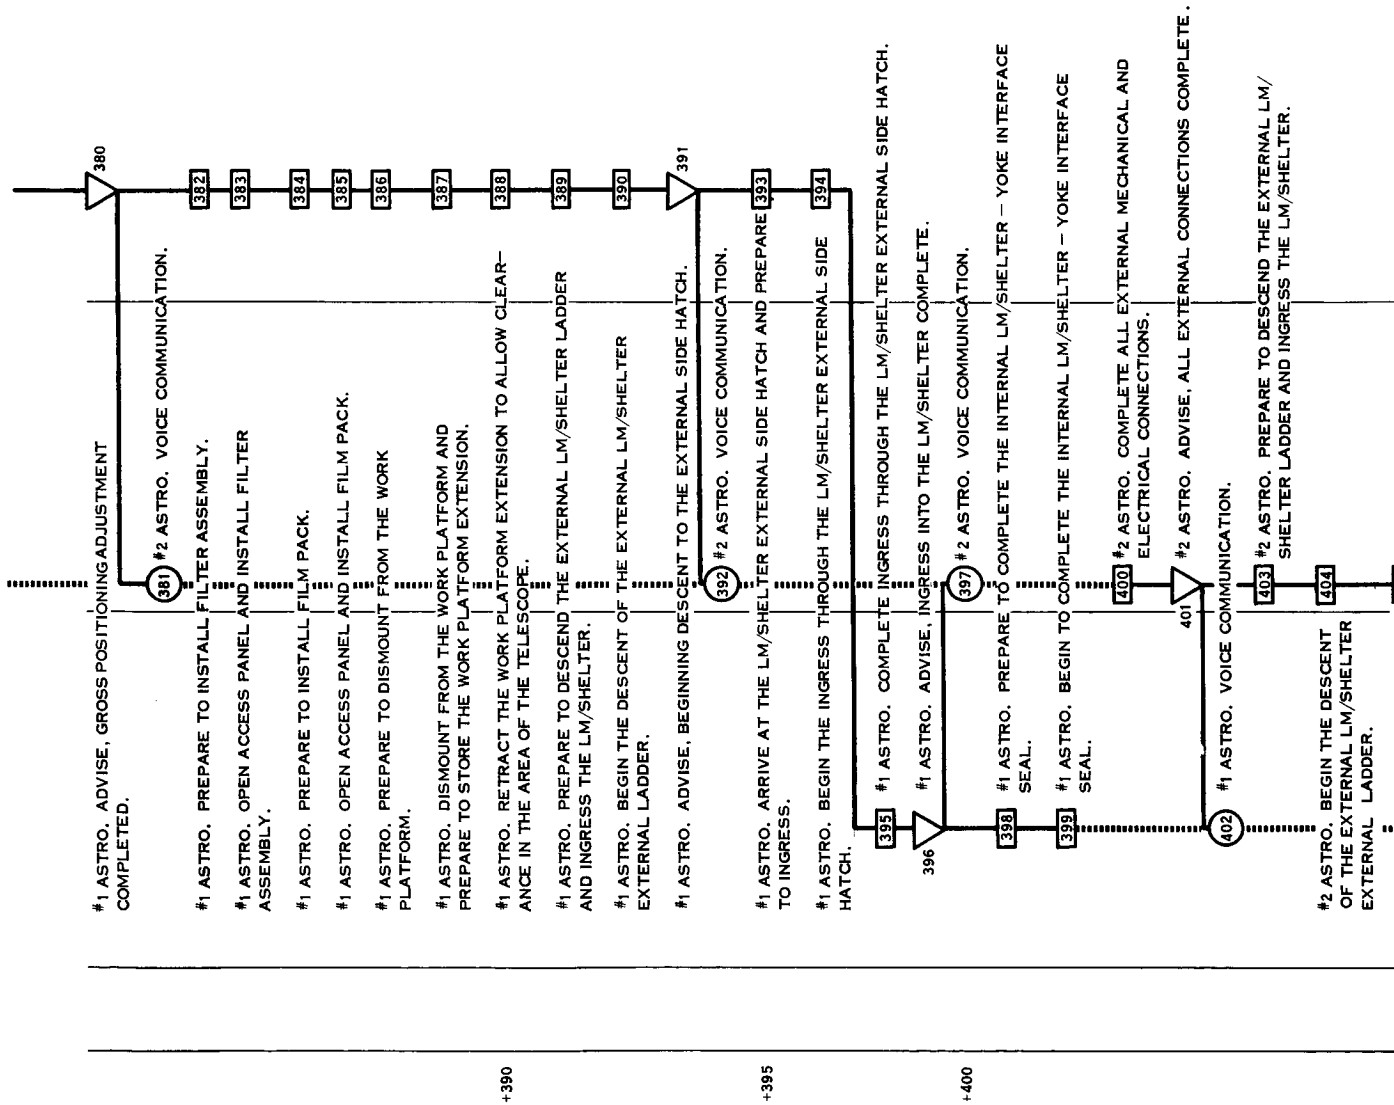 380
#1 ASTRO. ADVISE, GROSS POSITIONING ADJUSTMENT
COMPLETED.
381
#2 ASTRO. VOICE COMMUNICATION.
382
#1 ASTRO. PREPARE TO INSTALL FILTER ASSEMBLY.
383
#1 ASTRO. OPEN ACCESS PANEL AND INSTALL FILTER
ASSEMBLY.
384
#1 ASTRO. PREPARE TO INSTALL FILM PACK.
385
#1 ASTRO. OPEN ACCESS PANEL AND INSTALL FILM PACK.
386
#1 ASTRO. PREPARE TO DISMOUNT FROM THE WORK
PLATFORM.
387
#1 ASTRO. DISMOUNT FROM THE WORK PLATFORM AND
PREPARE TO STORE THE WORK PLATFORM EXTENSION.
+390
388
#1 ASTRO. RETRACT THE WORK PLATFORM EXTENSION TO ALLOW CLEAR—
ANCE IN THE AREA OF THE TELESCOPE.
389
#1 ASTRO. PREPARE TO DESCEND THE EXTERNAL LM/SHELTER LADDER
AND INGRESS THE LM/SHELTER.
390
#1 ASTRO. BEGIN THE DESCENT OF THE EXTERNAL LM/SHELTER
EXTERNAL LADDER.
391
#1 ASTRO. ADVISE, BEGINNING DESCENT TO THE EXTERNAL SIDE HATCH.
392
#2 ASTRO. VOICE COMMUNICATION.
+395
393
#1 ASTRO. ARRIVE AT THE LM/SHELTER EXTERNAL SIDE HATCH AND PREPARE
TO INGRESS.
394
#1 ASTRO. BEGIN THE INGRESS THROUGH THE LM/SHELTER EXTERNAL SIDE
HATCH.
395
#1 ASTRO. COMPLETE INGRESS THROUGH THE LM/SHELTER EXTERNAL SIDE HATCH.
396
#1 ASTRO. ADVISE, INGRESS INTO THE LM/SHELTER COMPLETE.
+400
397
#2 ASTRO. VOICE COMMUNICATION.
398
#1 ASTRO. PREPARE TO COMPLETE THE INTERNAL LM/SHELTER — YOKE INTERFACE
SEAL.
399
#1 ASTRO. BEGIN TO COMPLETE THE INTERNAL LM/SHELTER — YOKE INTERFACE
SEAL.
400
#2 ASTRO. COMPLETE ALL EXTERNAL MECHANICAL AND
ELECTRICAL CONNECTIONS.
401
#2 ASTRO. ADVISE, ALL EXTERNAL CONNECTIONS COMPLETE.
402
#1 ASTRO. VOICE COMMUNICATION.
403
#2 ASTRO. PREPARE TO DESCEND THE EXTERNAL LM/
SHELTER LADDER AND INGRESS THE LM/SHELTER.
404
#2 ASTRO. BEGIN THE DESCENT
OF THE EXTERNAL LM/SHELTER
EXTERNAL LADDER.